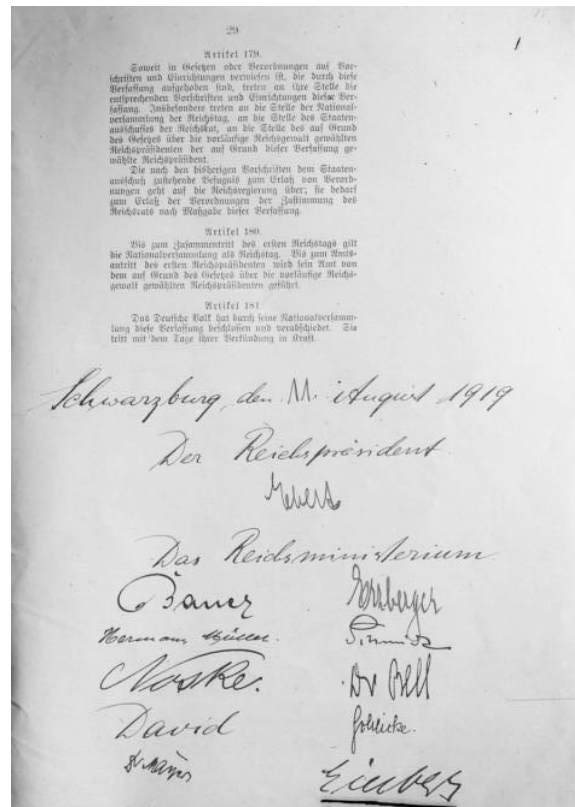 29
Artikel 179.
Soweit in Gesetzen oder Verordnungen auf Vor-
schriften und Einrichtungen verwiesen ist, die durch diese
Verfassung aufgehoben sind, treten an ihre Stelle die
entsprechenden Vorschriften und Einrichtungen dieser Ver-
fassung. Insbesondere treten an die Stelle der National-
versammlung der Reichstag, an die Stelle des Staaten-
ausschusses der Reichsrat, an die Stelle des auf Grund
des Gesetzes über die vorläufige Reichsgewalt gewählten
Reichspräsidenten der auf Grund dieser Verfassung ge-
wählte Reichspräsident.
Die nach den bisherigen Vorschriften dem Staaten-
ausschuß zustehende Befugnis zum Erlaß von Verord-
nungen geht auf die Reichsregierung über; sie bedarf
zum Erlaß der Verordnungen der Zustimmung des
Reichsrats nach Maßgabe dieser Verfassung.
Artikel 180.
Bis zum Zusammentritt des ersten Reichstags gilt
die Nationalversammlung als Reichstag. Bis zum Amts-
antritt des ersten Reichspräsidenten wird sein Amt von
dem auf Grund des Gesetzes über die vorläufige Reichs-
gewalt gewählten Reichspräsidenten geführt.
Artikel 181
Das Deutsche Volk hat durch seine Nationalversamm-
lung diese Verfassung beschlossen und verabschiedet. Sie
tritt mit dem Tage ihrer Verkündung in Kraft.
Schwarzburg, den 11. August 1919
Der Reichspräsident
Ebert
Das Reichsministerium
Bauer Erzberger
Hermann Müller. Schmidt
Noske. Dr Bell
David Schlicke.
Dr Mayer Giesberts